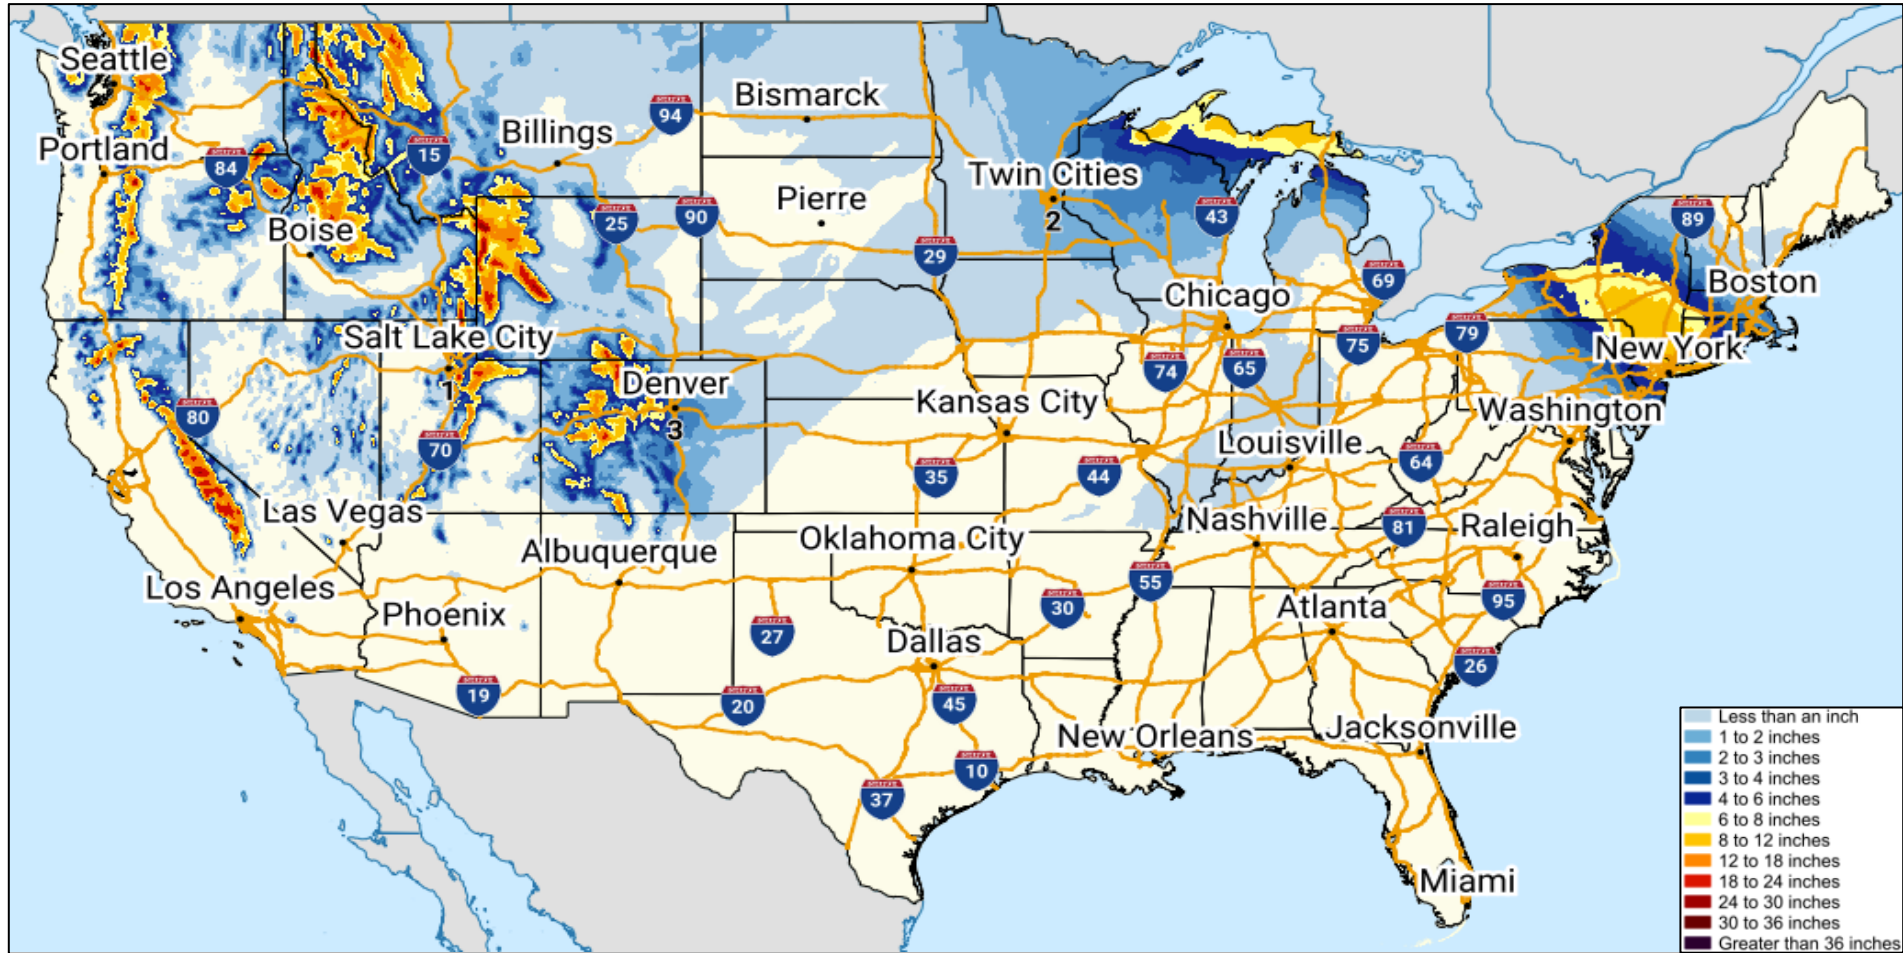 Seattle
Portland
84
15
Billings
94
Bismarck
Twin Cities
2
Boise
25
90
Pierre
29
43
89
Boston
69
Chicago
Salt Lake City
1
Denver
3
74
65
75
79
New York
80
70
Kansas City
35
44
Louisville
64
Washington
Las Vegas
Albuquerque
Oklahoma City
Nashville
81
Raleigh
Los Angeles
Phoenix
27
30
55
Atlanta
95
Dallas
26
19
20
45
New Orleans
Jacksonville
10
37
Miami
Less than an inch
1 to 2 inches
2 to 3 inches
3 to 4 inches
4 to 6 inches
6 to 8 inches
8 to 12 inches
12 to 18 inches
18 to 24 inches
24 to 30 inches
30 to 36 inches
Greater than 36 inches